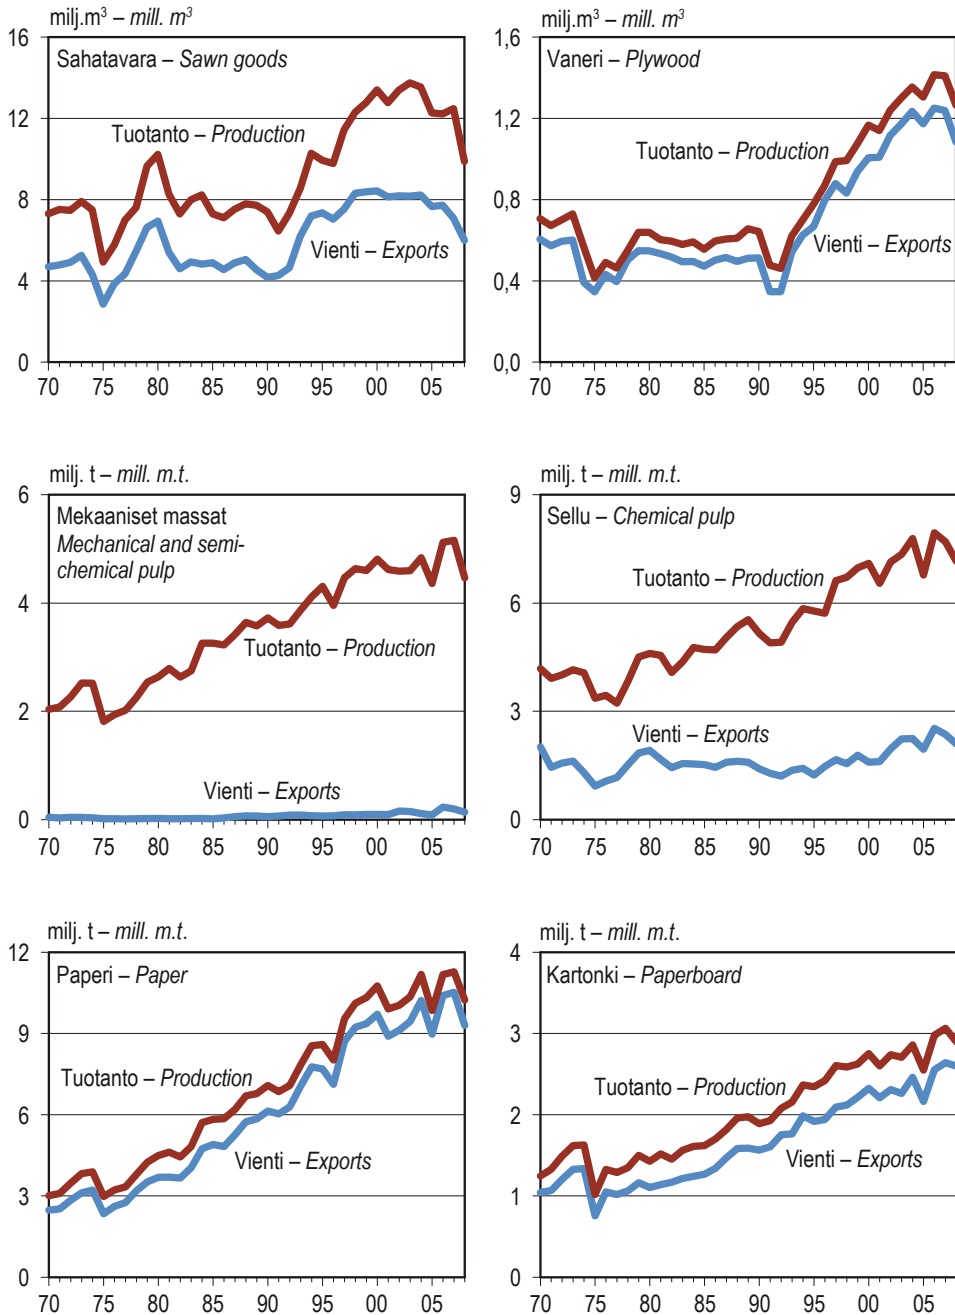 milj.m³ – mill. m³
16
12
8
4
0
Sahatavara – Sawn goods
Tuotanto – Production
Vienti – Exports
70 75 80 85 90 95 00 05
milj.m³ – mill. m³
1,6
1,2
0,8
0,4
0,0
Vaneri – Plywood
Tuotanto – Production
Vienti – Exports
70 75 80 85 90 95 00 05
milj. t – mill. m.t.
6
4
2
0
Mekaaniset massat
Mechanical and semi-
chemical pulp
Tuotanto – Production
Vienti – Exports
70 75 80 85 90 95 00 05
milj. t – mill. m.t.
9
6
3
0
Sellu – Chemical pulp
Tuotanto – Production
Vienti – Exports
70 75 80 85 90 95 00 05
milj. t – mill. m.t.
12
9
6
3
0
Paperi – Paper
Tuotanto – Production
Vienti – Exports
70 75 80 85 90 95 00 05
milj. t – mill. m.t.
4
3
2
1
0
Kartonki – Paperboard
Tuotanto – Production
Vienti – Exports
70 75 80 85 90 95 00 05